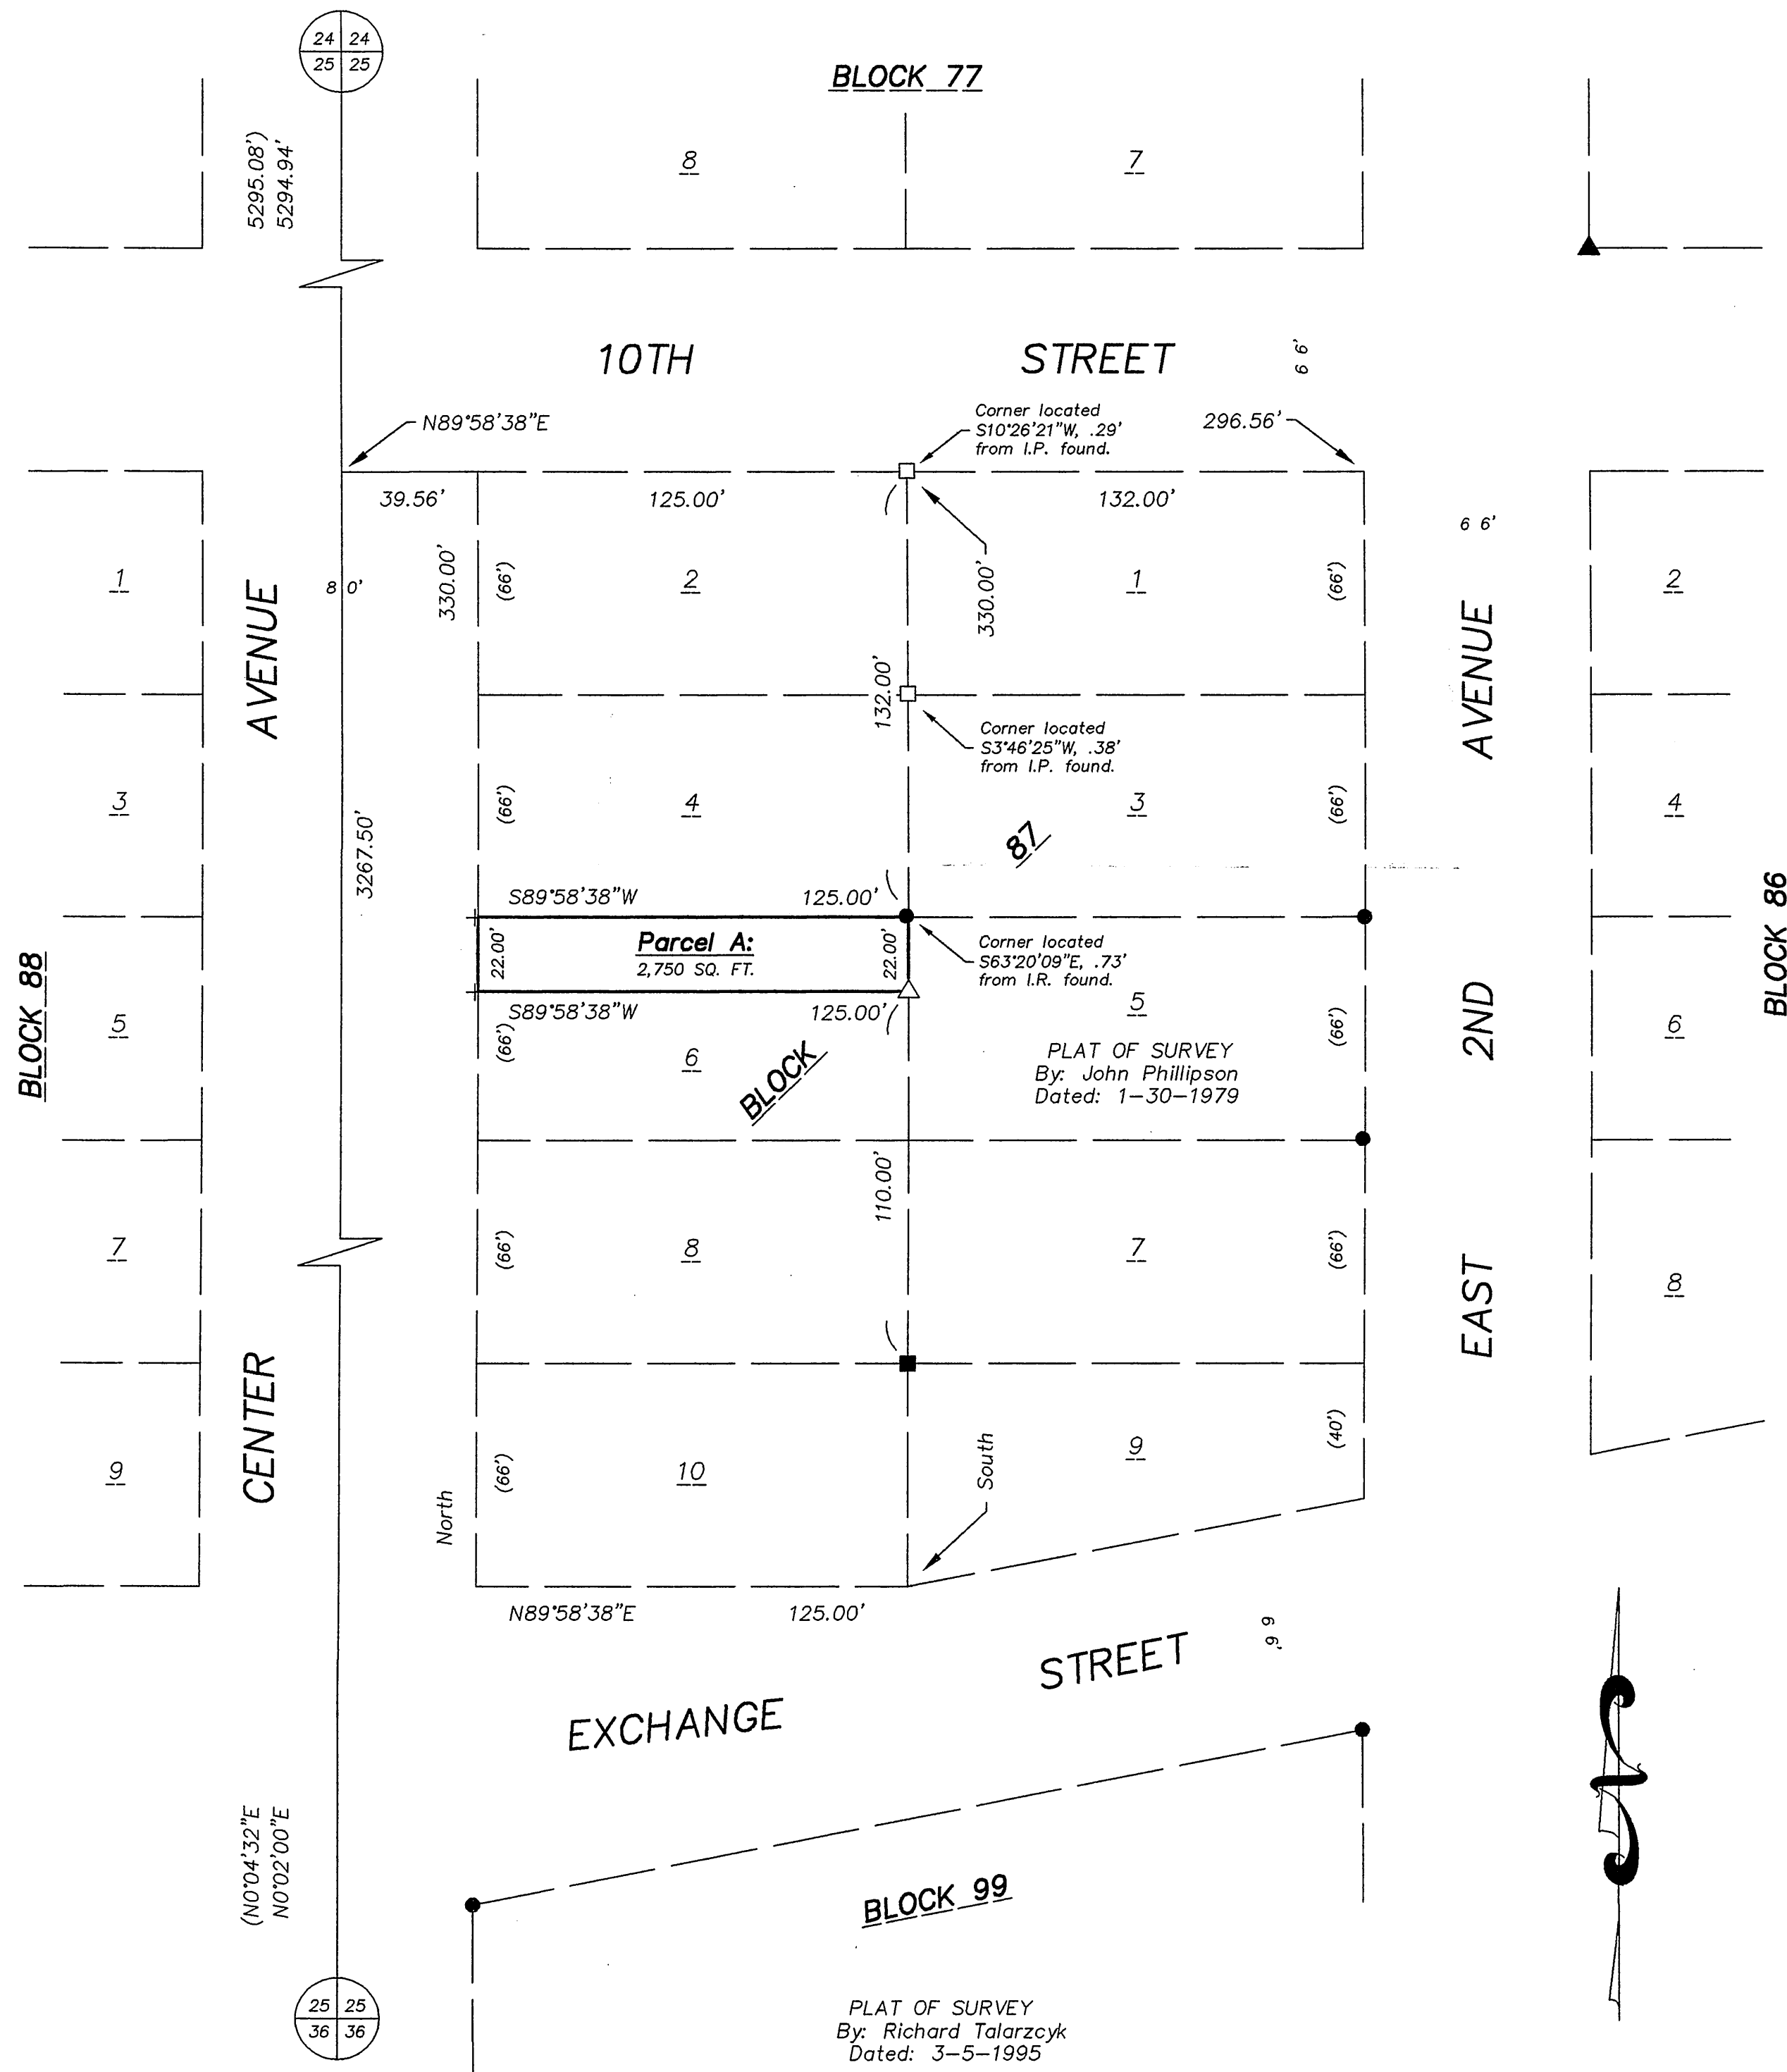 24 24
25 25
BLOCK 77
5295.08')
5294.94'
8
7
10TH STREET
6 6'
N89°58'38"E
Corner located
S10°26'21"W, .29'
from I.P. found.
296.56'
39.56'
125.00'
132.00'
6 6'
AVENUE
8 0'
330.00'
(66')
330.00'
(66')
AVENUE
1
2
1
2
132.00'
Corner located
S3°46'25"W, .38'
from I.P. found.
3
3267.50'
(66')
4
3
(66')
4
87
S89°58'38"W
125.00'
BLOCK 88
BLOCK 86
22.00'
Parcel A:
2,750 SQ. FT.
22.00'
Corner located
S63°20'09"E, .73'
from I.R. found.
S89°58'38"W
125.00'
5
(66')
6
5
(66')
2ND
6
BLOCK
PLAT OF SURVEY
By: John Phillipson
Dated: 1-30-1979
110.00'
7
(66')
8
7
(66')
EAST
8
CENTER
9
North
(66')
10
South
9
(40')
N89°58'38"E
125.00'
EXCHANGE STREET
6 6'
(N0°04'32"E
N0°02'00"E
BLOCK 99
25 25
36 36
PLAT OF SURVEY
By: Richard Talarzcyk
Dated: 3-5-1995